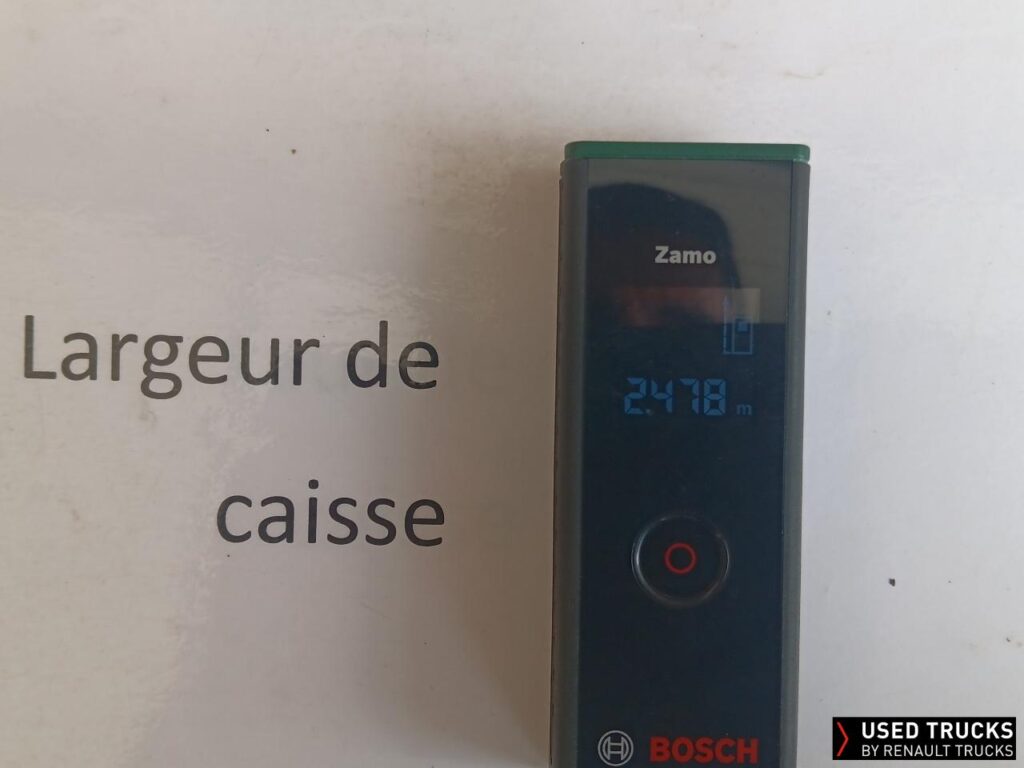 Largeur de
caisse
Zamo
2.478 m
BOSCH
USED TRUCKS
BY RENAULT TRUCKS